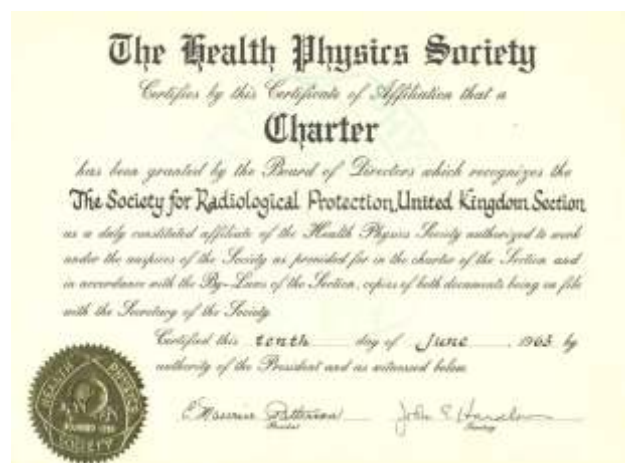 The Health Physics Society
Certifies by this Certificate of Affiliation that a
Charter
has been granted by the Board of Directors which recognizes the
The Society for Radiological Protection, United Kingdom Section
as a duly constituted affiliate of the Health Physics Society authorized to work
under the auspices of the Society as provided for in the charter of the Section and
in accordance with the By-Laws of the Section, copies of both documents being on file
with the Secretary of the Society.
Certified this tenth day of June, 1963 by
authority of the President and as witnessed below.
President
Secretary
HEALTH PHYSICS
SOCIETY